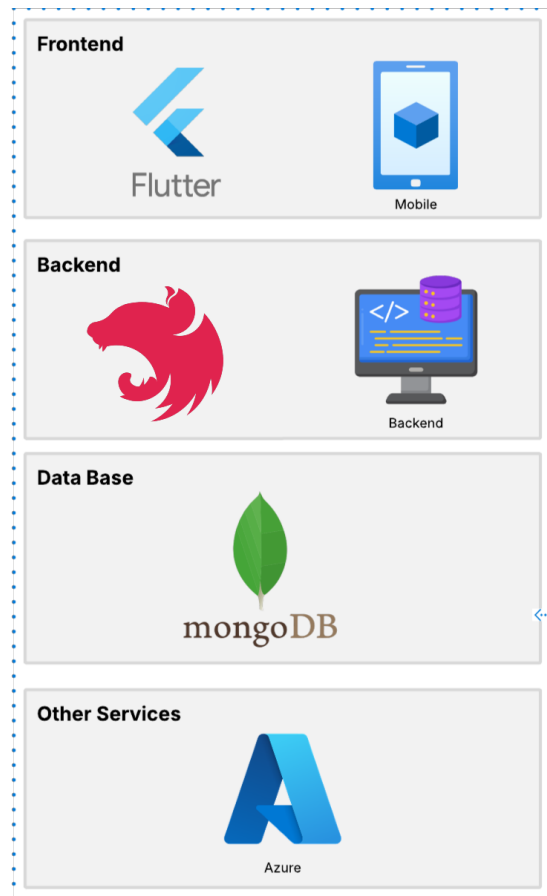 Frontend
Flutter
Mobile
Backend
</>
Backend
Data Base
mongoDB
Other Services
Azure